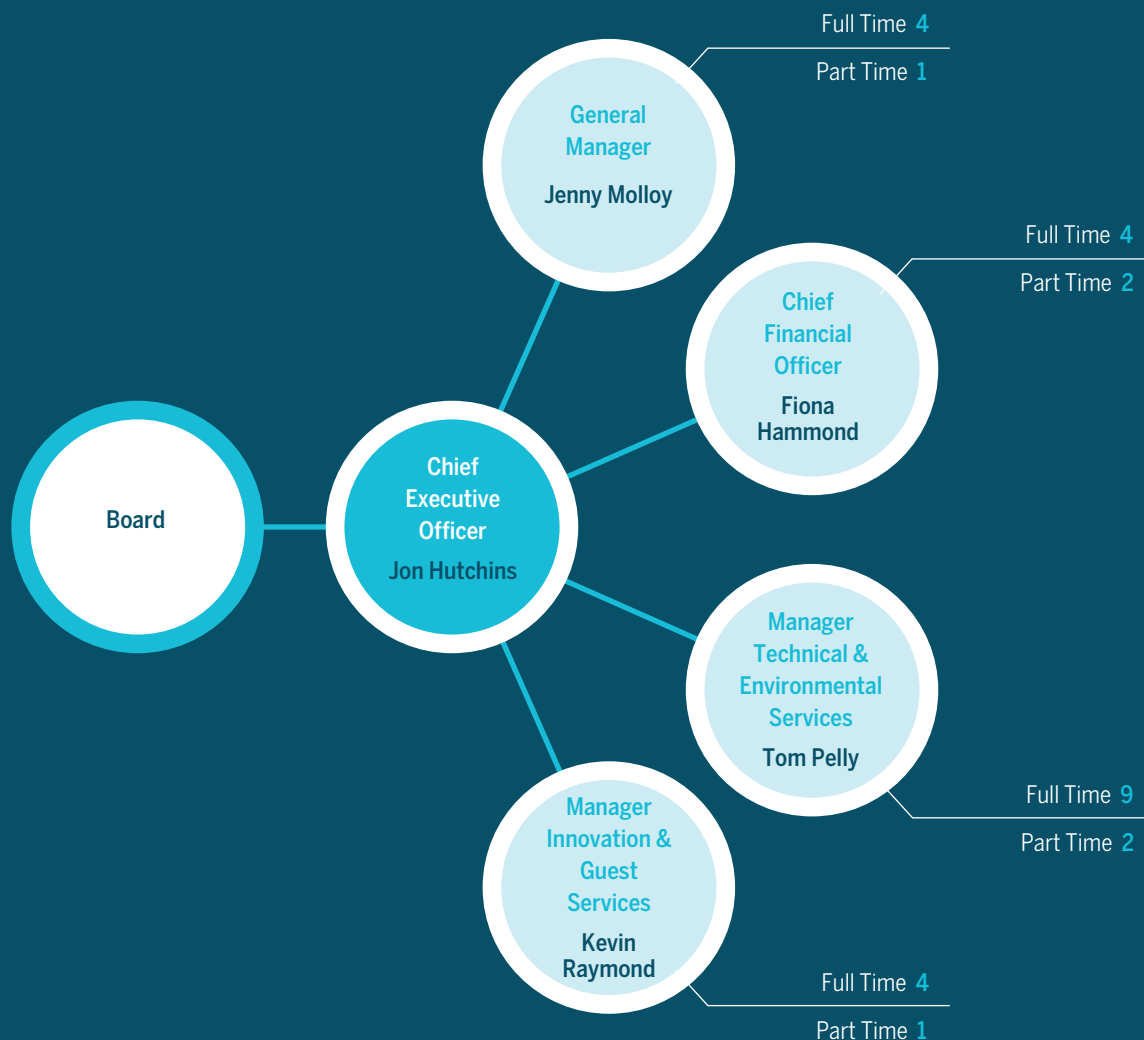 Full Time 4
Part Time 1
General
Manager
Jenny Molloy
Full Time 4
Part Time 2
Chief
Financial
Officer
Fiona
Hammond
Board
Chief
Executive
Officer
Jon Hutchins
Manager
Technical &
Environmental
Services
Tom Pelly
Full Time 9
Part Time 2
Manager
Innovation &
Guest
Services
Kevin
Raymond
Full Time 4
Part Time 1